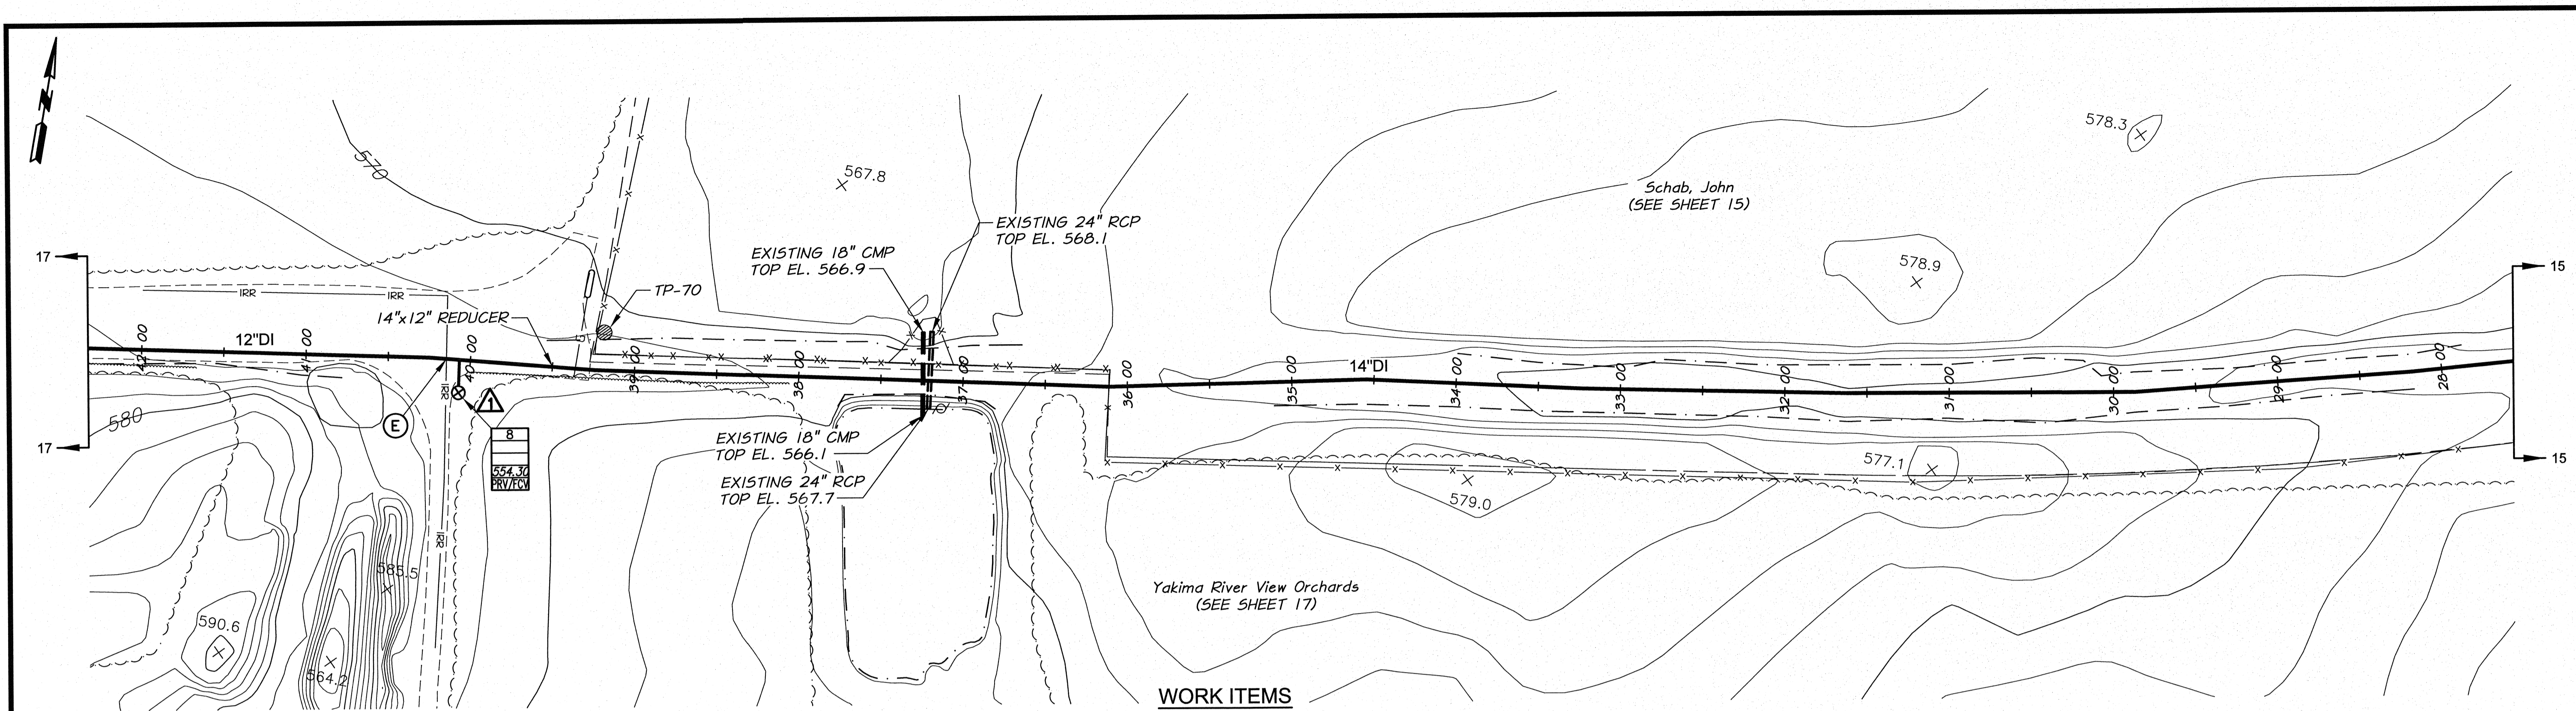 N
578.3
570
567.8
Schab, John
(SEE SHEET 15)
EXISTING 24" RCP
TOP EL. 568.1
EXISTING 18" CMP
TOP EL. 566.9
17
15
578.9
IRR
IRR
TP-70
14"x12" REDUCER
42+00
12"DI
41+00
40+00
39+00
38+00
37+00
36+00
35+00
14"DI
34+00
33+00
32+00
31+00
30+00
29+00
28+00
IRR
1
580
E
17
15
8
554.30
PRV/FCV
EXISTING 18" CMP
TOP EL. 566.1
EXISTING 24" RCP
TOP EL. 567.7
577.1
579.0
IRR
585.5
590.6
564.2
Yakima River View Orchards
(SEE SHEET 17)
WORK ITEMS